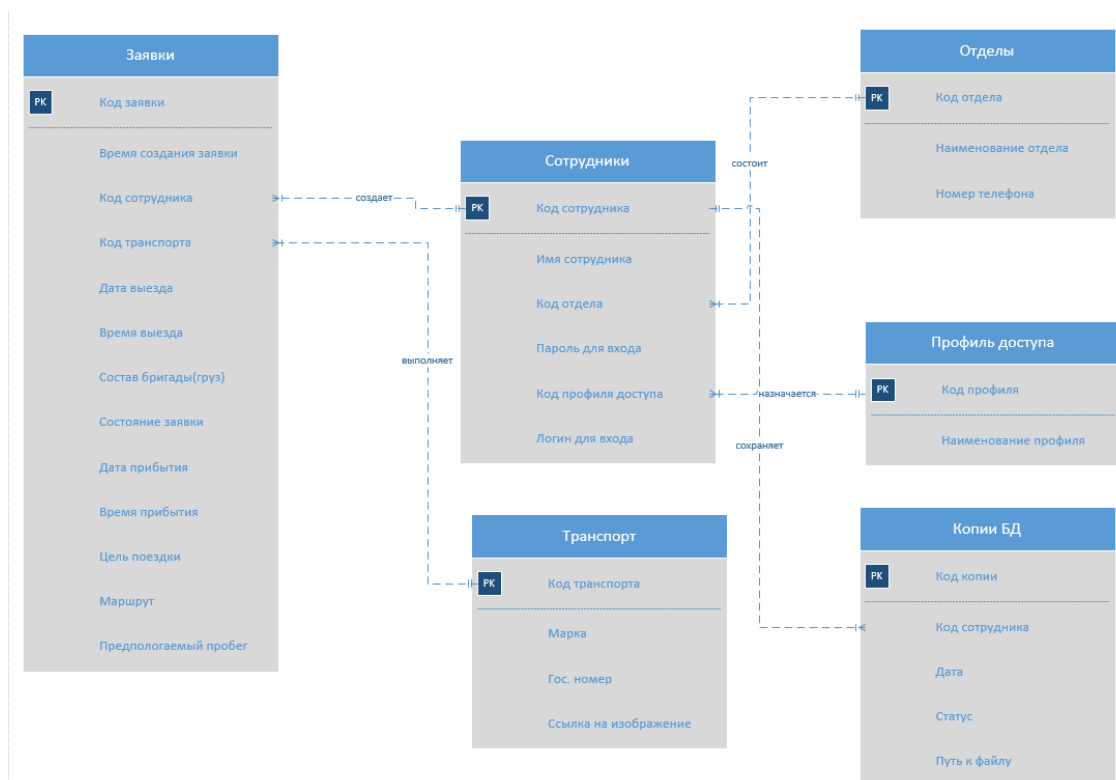 Заявки
PK
Код заявки
Время создания заявки
Код сотрудника
Код транспорта
Дата выезда
Время выезда
Состав бригады(груз)
Состояние заявки
Дата прибытия
Время прибытия
Цель поездки
Маршрут
Предпологаемый пробег
создает
выполняет
Сотрудники
PK
Код сотрудника
Имя сотрудника
Код отдела
Пароль для входа
Код профиля доступа
Логин для входа
Транспорт
PK
Код транспорта
Марка
Гос. номер
Ссылка на изображение
состоит
назначается
сохраняет
Отделы
PK
Код отдела
Наименование отдела
Номер телефона
Профиль доступа
PK
Код профиля
Наименование профиля
Копии БД
PK
Код копии
Код сотрудника
Дата
Статус
Путь к файлу